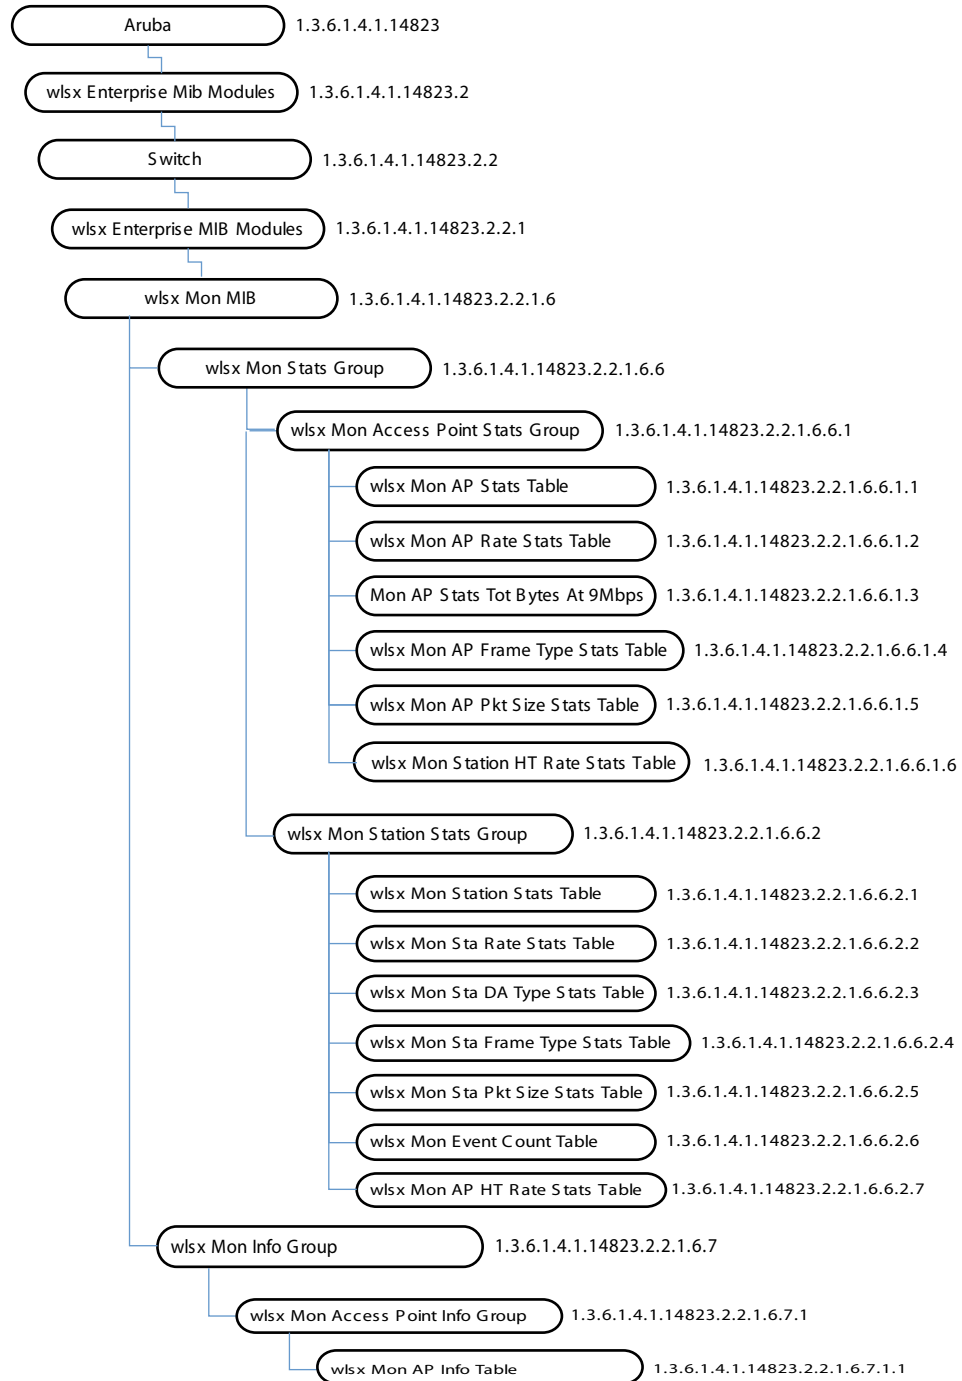 Aruba 1.3.6.1.4.1.14823
wlsx Enterprise Mib Modules 1.3.6.1.4.1.14823.2
Switch 1.3.6.1.4.1.14823.2.2
wlsx Enterprise MIB Modules 1.3.6.1.4.1.14823.2.2.1
wlsx Mon MIB 1.3.6.1.4.1.14823.2.2.1.6
wlsx Mon Stats Group 1.3.6.1.4.1.14823.2.2.1.6.6
wlsx Mon Access Point Stats Group 1.3.6.1.4.1.14823.2.2.1.6.6.1
wlsx Mon AP Stats Table 1.3.6.1.4.1.14823.2.2.1.6.6.1.1
wlsx Mon AP Rate Stats Table 1.3.6.1.4.1.14823.2.2.1.6.6.1.2
Mon AP Stats Tot Bytes At 9Mbps 1.3.6.1.4.1.14823.2.2.1.6.6.1.3
wlsx Mon AP Frame Type Stats Table 1.3.6.1.4.1.14823.2.2.1.6.6.1.4
wlsx Mon AP Pkt Size Stats Table 1.3.6.1.4.1.14823.2.2.1.6.6.1.5
wlsx Mon Station HT Rate Stats Table 1.3.6.1.4.1.14823.2.2.1.6.6.1.6
wlsx Mon Station Stats Group 1.3.6.1.4.1.14823.2.2.1.6.6.2
wlsx Mon Station Stats Table 1.3.6.1.4.1.14823.2.2.1.6.6.2.1
wlsx Mon Sta Rate Stats Table 1.3.6.1.4.1.14823.2.2.1.6.6.2.2
wlsx Mon Sta DA Type Stats Table 1.3.6.1.4.1.14823.2.2.1.6.6.2.3
wlsx Mon Sta Frame Type Stats Table 1.3.6.1.4.1.14823.2.2.1.6.6.2.4
wlsx Mon Sta Pkt Size Stats Table 1.3.6.1.4.1.14823.2.2.1.6.6.2.5
wlsx Mon Event Count Table 1.3.6.1.4.1.14823.2.2.1.6.6.2.6
wlsx Mon AP HT Rate Stats Table 1.3.6.1.4.1.14823.2.2.1.6.6.2.7
wlsx Mon Info Group 1.3.6.1.4.1.14823.2.2.1.6.7
wlsx Mon Access Point Info Group 1.3.6.1.4.1.14823.2.2.1.6.7.1
wlsx Mon AP Info Table 1.3.6.1.4.1.14823.2.2.1.6.7.1.1